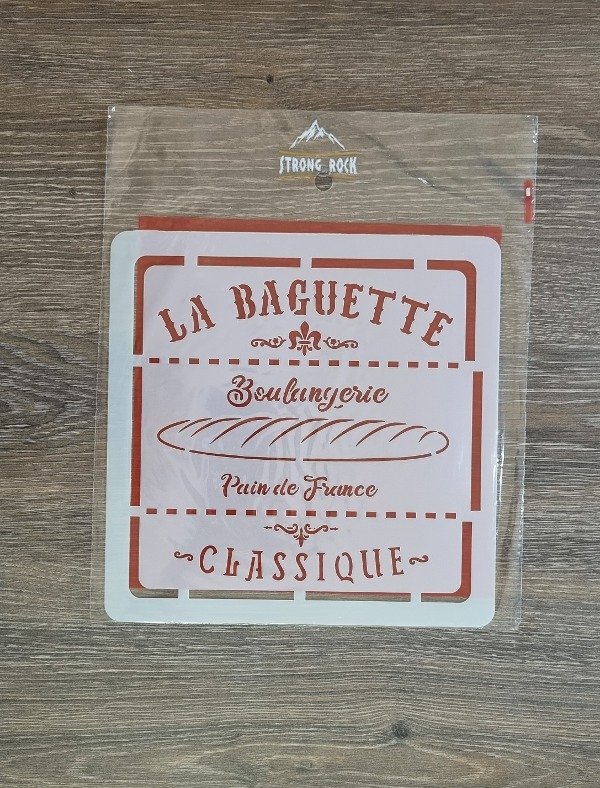 STRONG ROCK
LA BAGUETTE
Boulangerie
Pain de France
~CLASSIQUE~